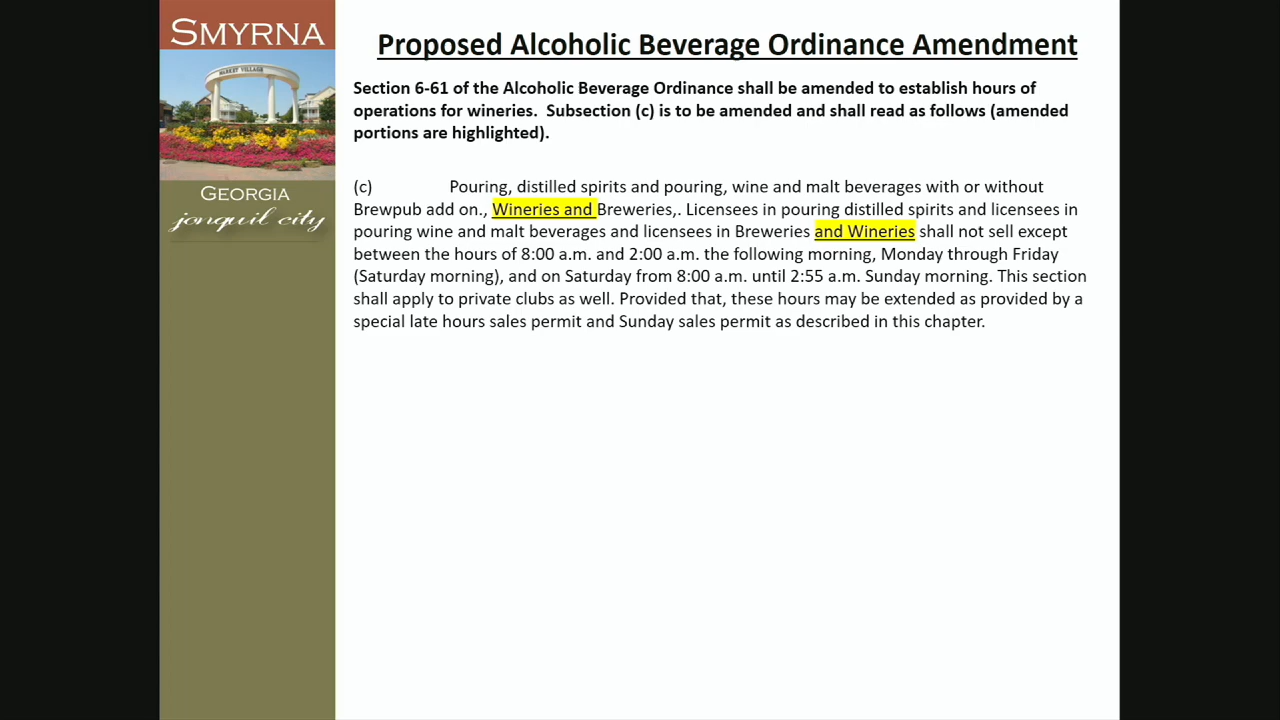 SMYRNA
MARKET VILLAGE
GEORGIA
jonquil city
Proposed Alcoholic Beverage Ordinance Amendment
Section 6-61 of the Alcoholic Beverage Ordinance shall be amended to establish hours of
operations for wineries. Subsection (c) is to be amended and shall read as follows (amended
portions are highlighted).
(c) Pouring, distilled spirits and pouring, wine and malt beverages with or without
Brewpub add on., Wineries and Breweries,. Licensees in pouring distilled spirits and licensees in
pouring wine and malt beverages and licensees in Breweries and Wineries shall not sell except
between the hours of 8:00 a.m. and 2:00 a.m. the following morning, Monday through Friday
(Saturday morning), and on Saturday from 8:00 a.m. until 2:55 a.m. Sunday morning. This section
shall apply to private clubs as well. Provided that, these hours may be extended as provided by a
special late hours sales permit and Sunday sales permit as described in this chapter.